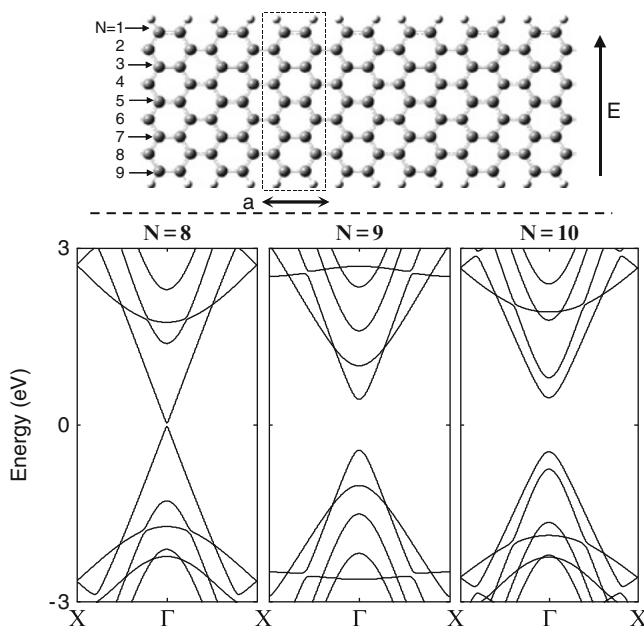 N=1
2
3
4
5
6
7
8
9
E
a
N = 8
N = 9
N = 10
Energy (eV)
3
0
-3
X
Γ
X
Γ
X
Γ
X